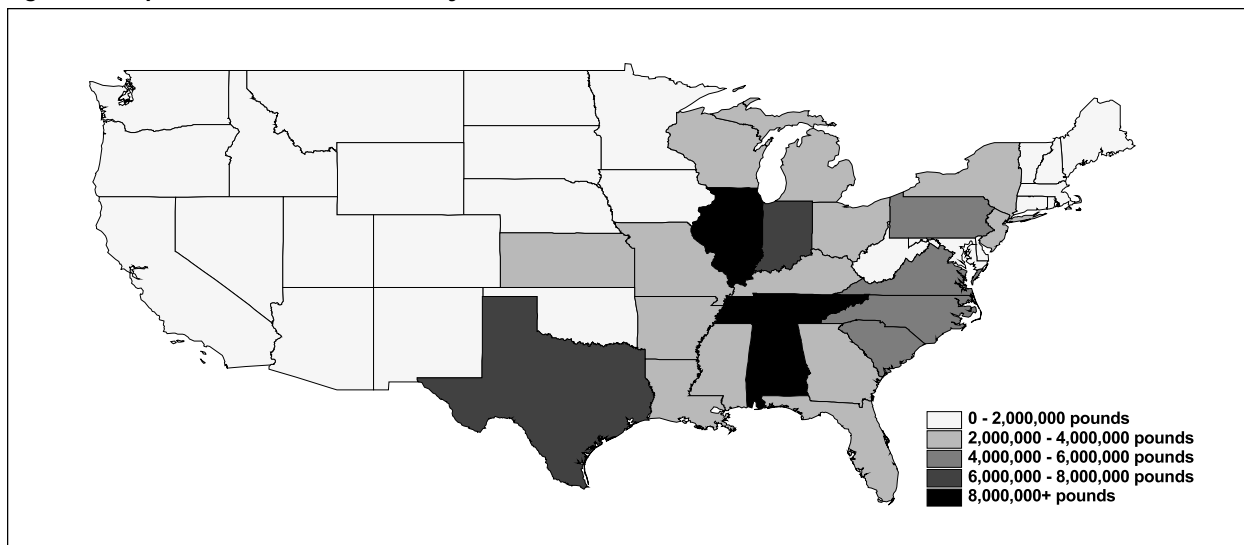 0 - 2,000,000 pounds
2,000,000 - 4,000,000 pounds
4,000,000 - 6,000,000 pounds
6,000,000 - 8,000,000 pounds
8,000,000+ pounds